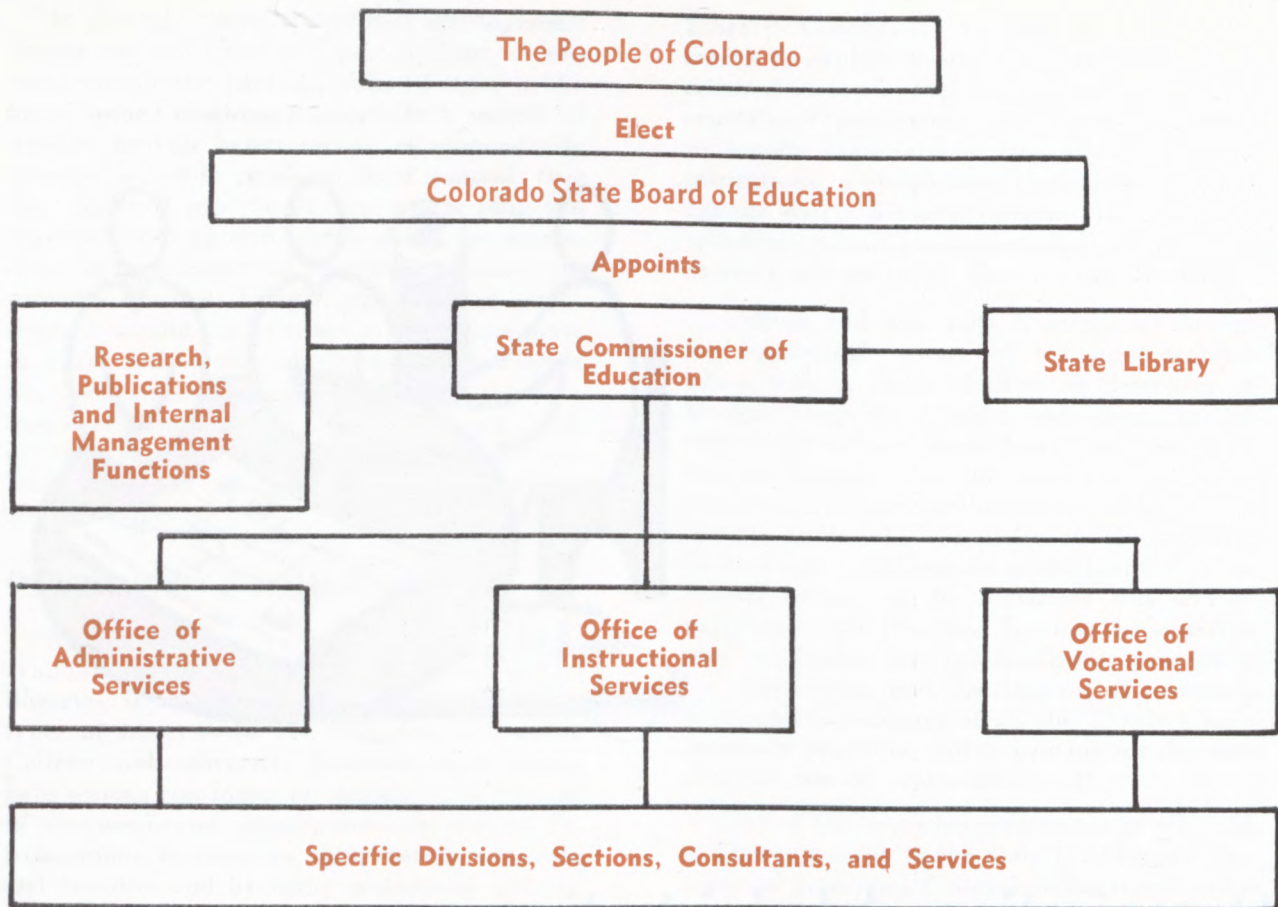 The People of Colorado
Elect
Colorado State Board of Education
Appoints
Research,
Publications
and Internal
Management
Functions
State Commissioner of
Education
State Library
Office of
Administrative
Services
Office of
Instructional
Services
Office of
Vocational
Services
Specific Divisions, Sections, Consultants, and Services